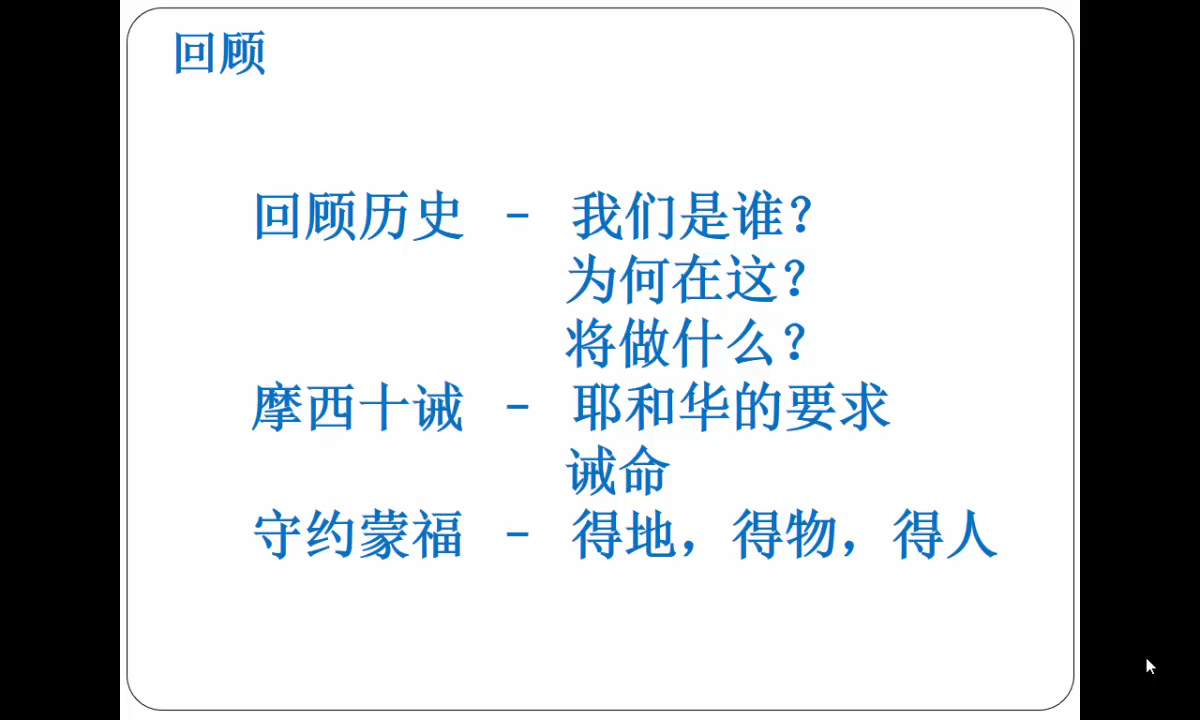 回顾
回顾历史 - 我们是谁？
为何在这？
将做什么？
摩西十诫 - 耶和华的要求
诫命
守约蒙福 - 得地，得物，得人